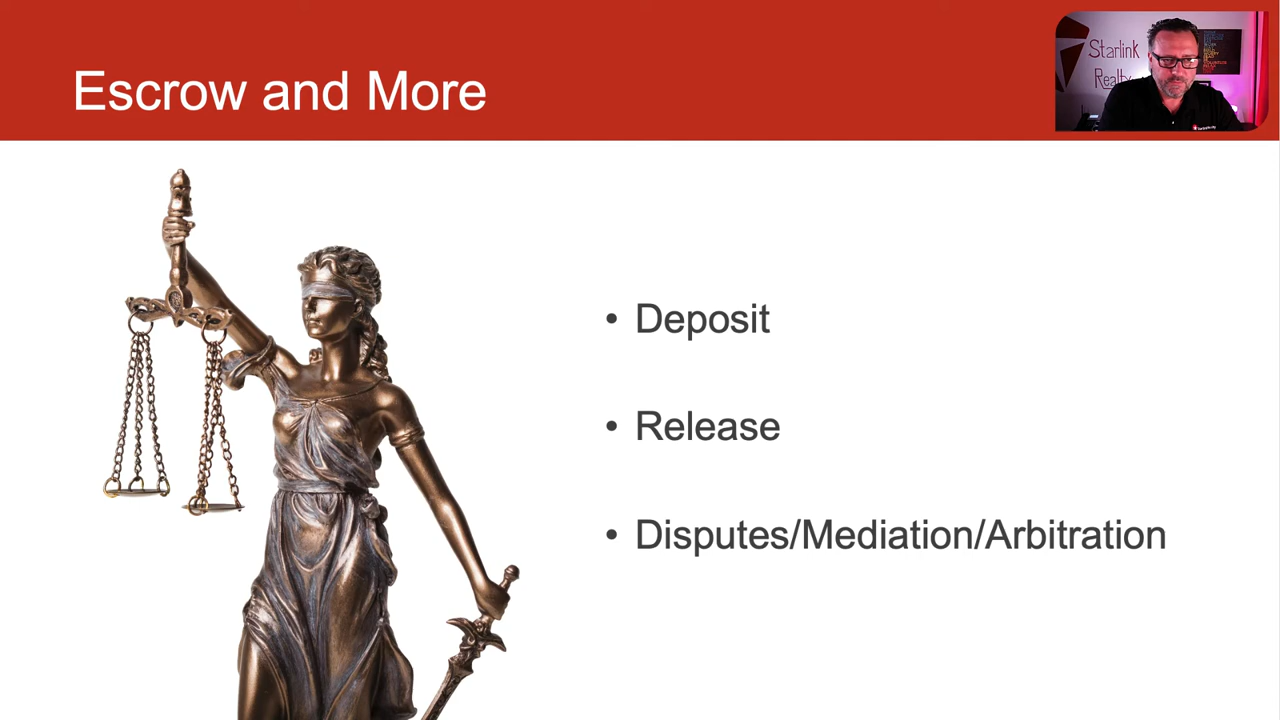 Escrow and More
Starlink
Realty
• Deposit
• Release
• Disputes/Mediation/Arbitration